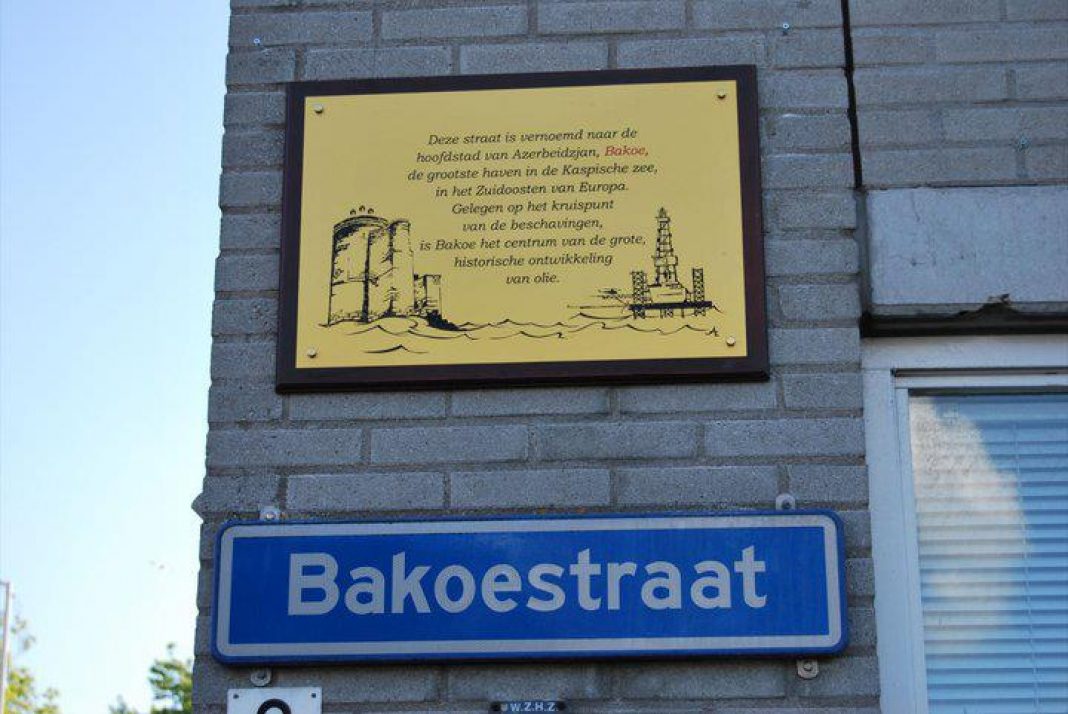 Deze straat is vernoemd naar de
hoofdstad van Azerbeidzjan, Bakoe,
de grootste haven in de Kaspische zee,
in het Zuidoosten van Europa.
Gelegen op het kruispunt
van de beschavingen,
is Bakoe het centrum van de grote,
historische ontwikkeling
van olie.
Bakoestraat
W.Z.H.Z.